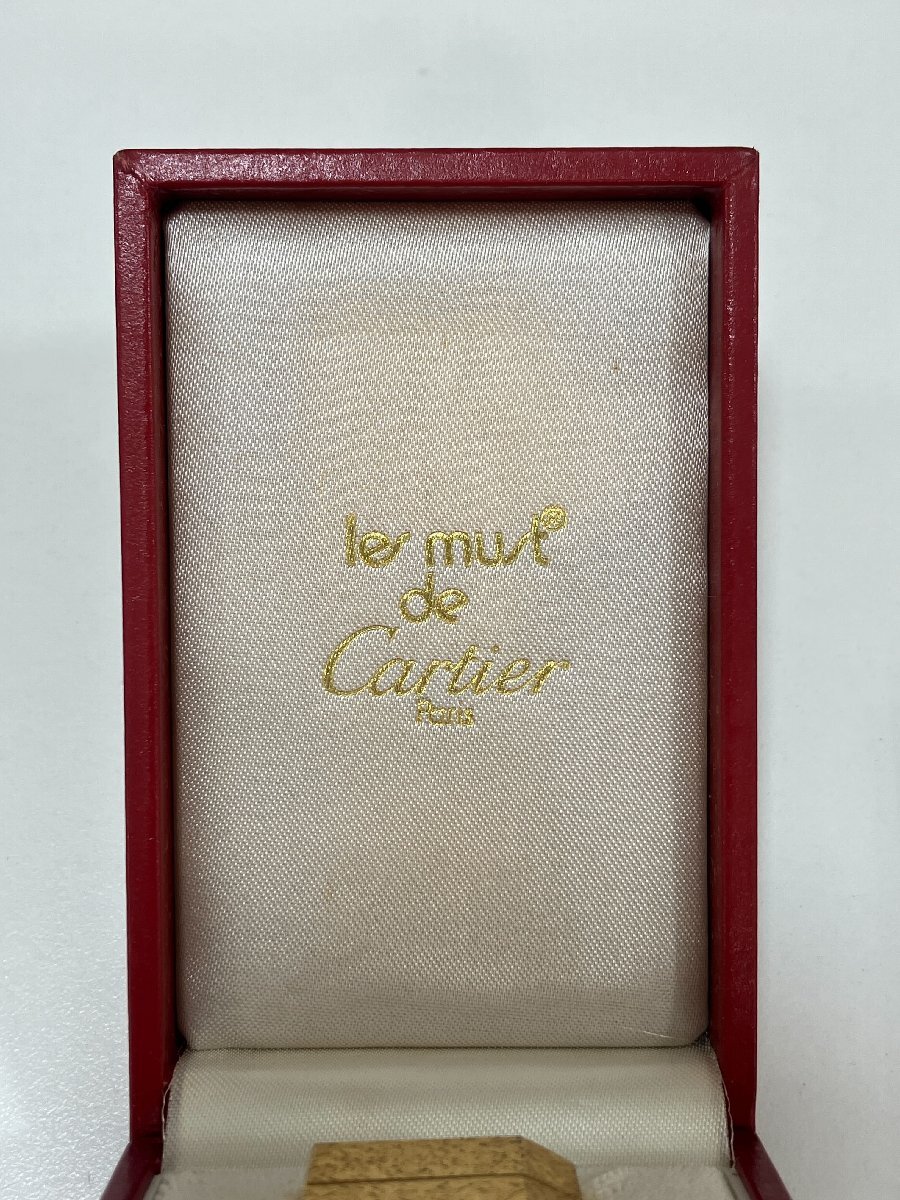 les must®
de
Cartier
Paris